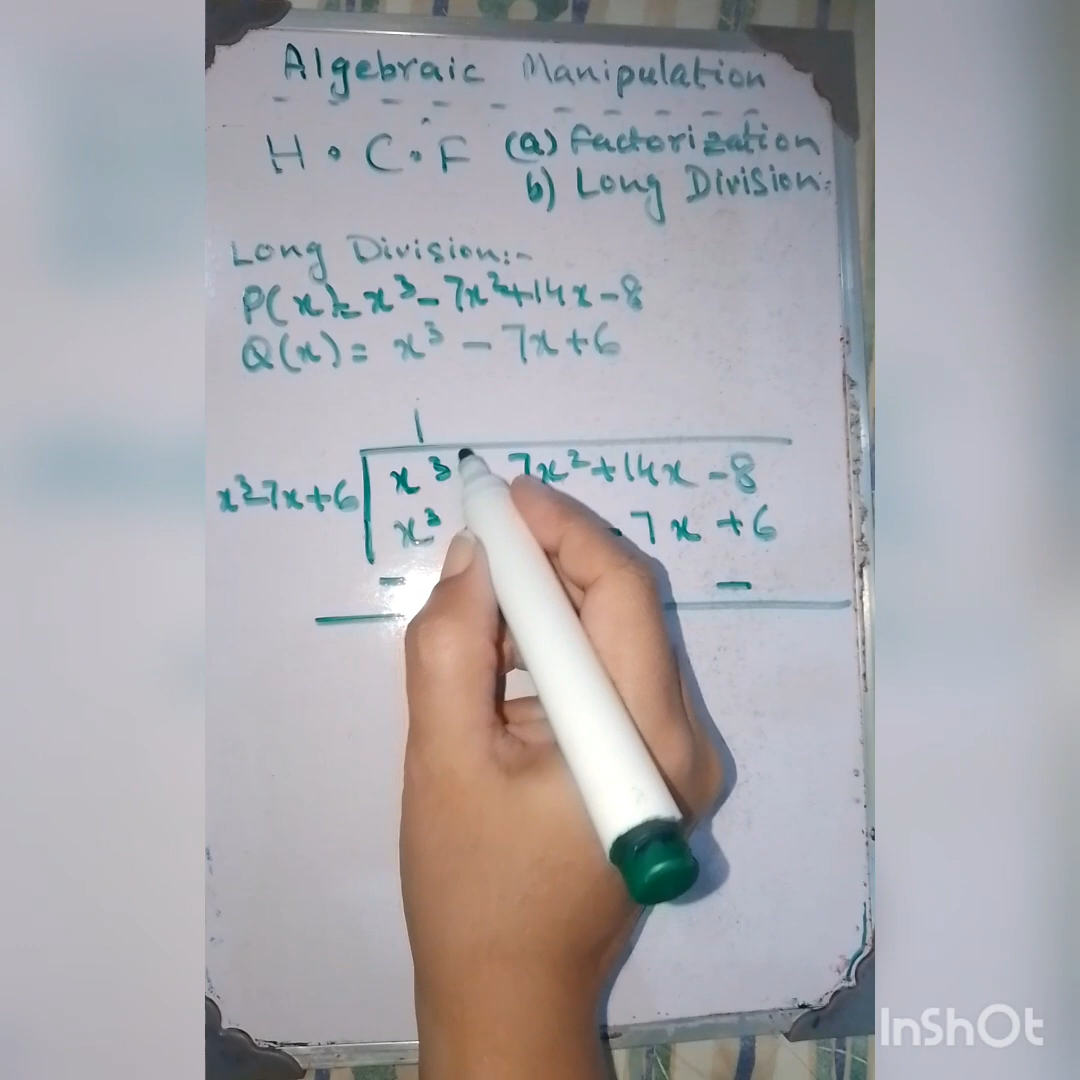 Algebraic Manipulation
H.C.F (a) Factorization
b) Long Division:
Long Division:-
P(x)= x³- 7x²+14x-8
Q(x)= x³ - 7x+6
1
x³-7x+6 x³ 7x²+14x-8
x³ -7x +6
- -
InShOt